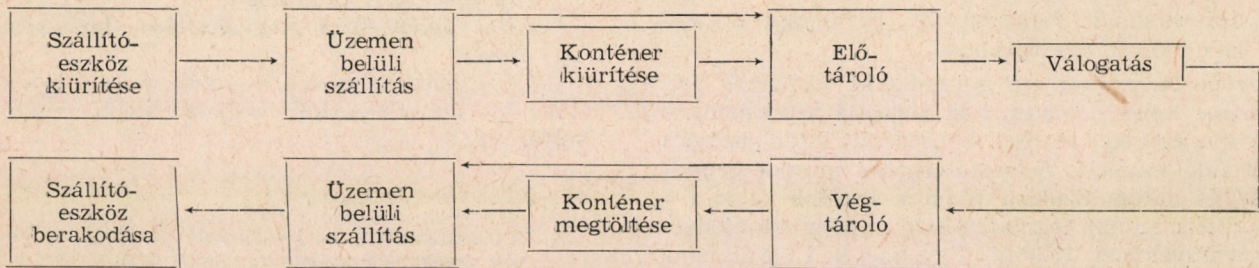 Szállító-
eszköz
kiürítése
Üzemen
belüli
szállítás
Konténer
kiürítése
Elő-
tároló
Válogatás
Szállító-
eszköz
berakodása
Üzemen
belüli
szállítás
Konténer
megtöltése
Vég-
tároló